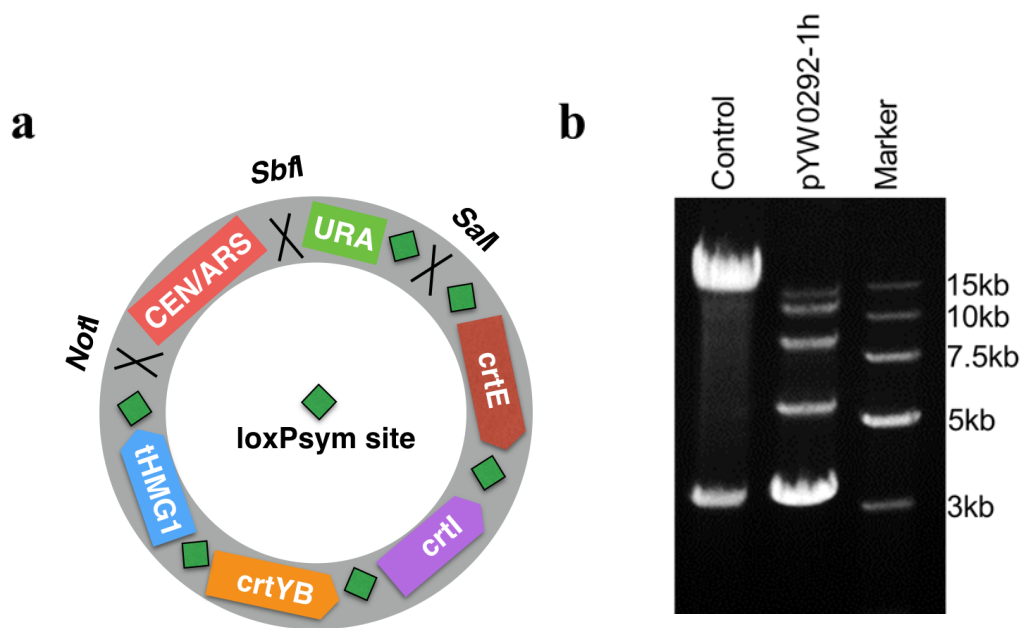 a
SbfI
SalI
NotI
URA
CEN/ARS
crtE
loxPsym site
tHMG1
crtI
crtYB
b
Control
pYW0292-1h
Marker
15kb
10kb
7.5kb
5kb
3kb